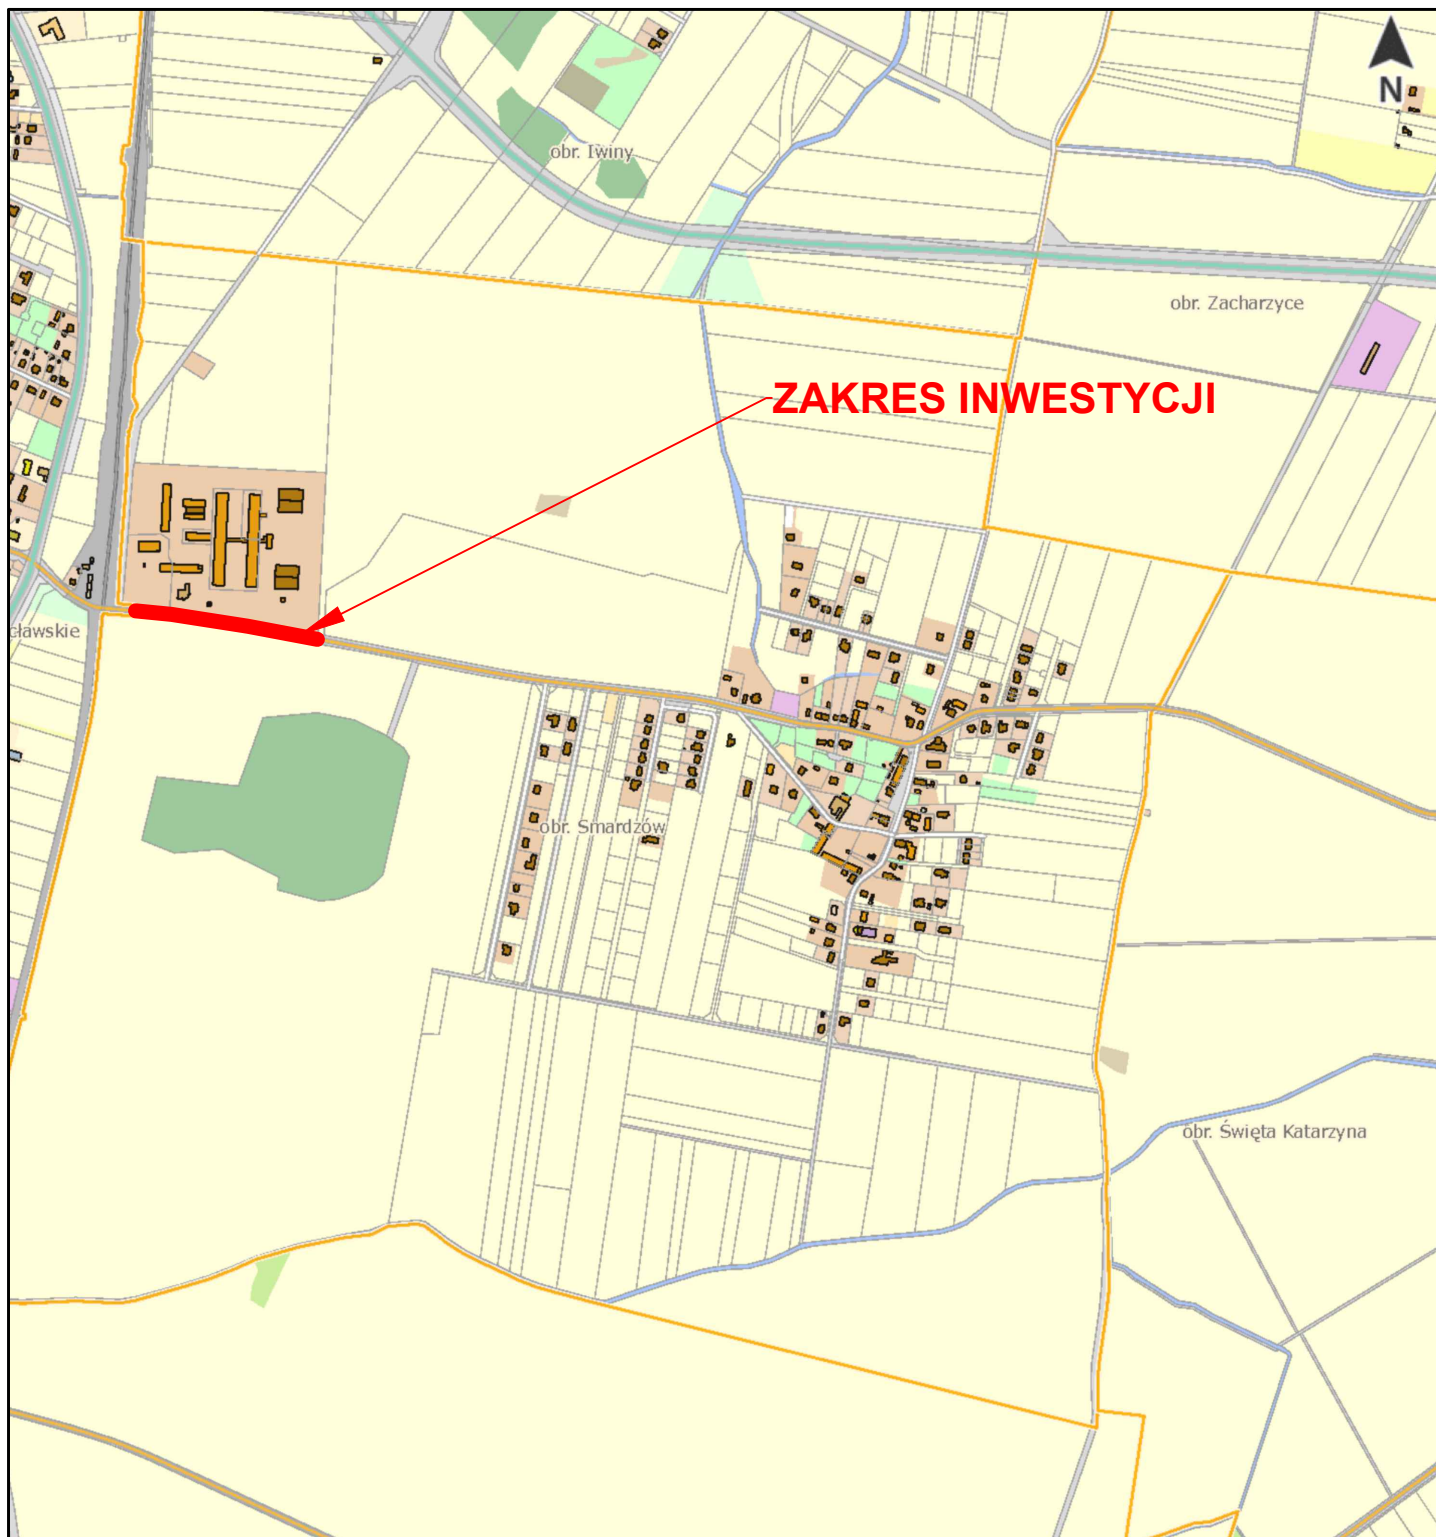 N
obr. Iwiny
obr. Zacharzyce
ZAKRES INWESTYCJI
cławskie
obr. Smardzów
obr. Święta Katarzyna